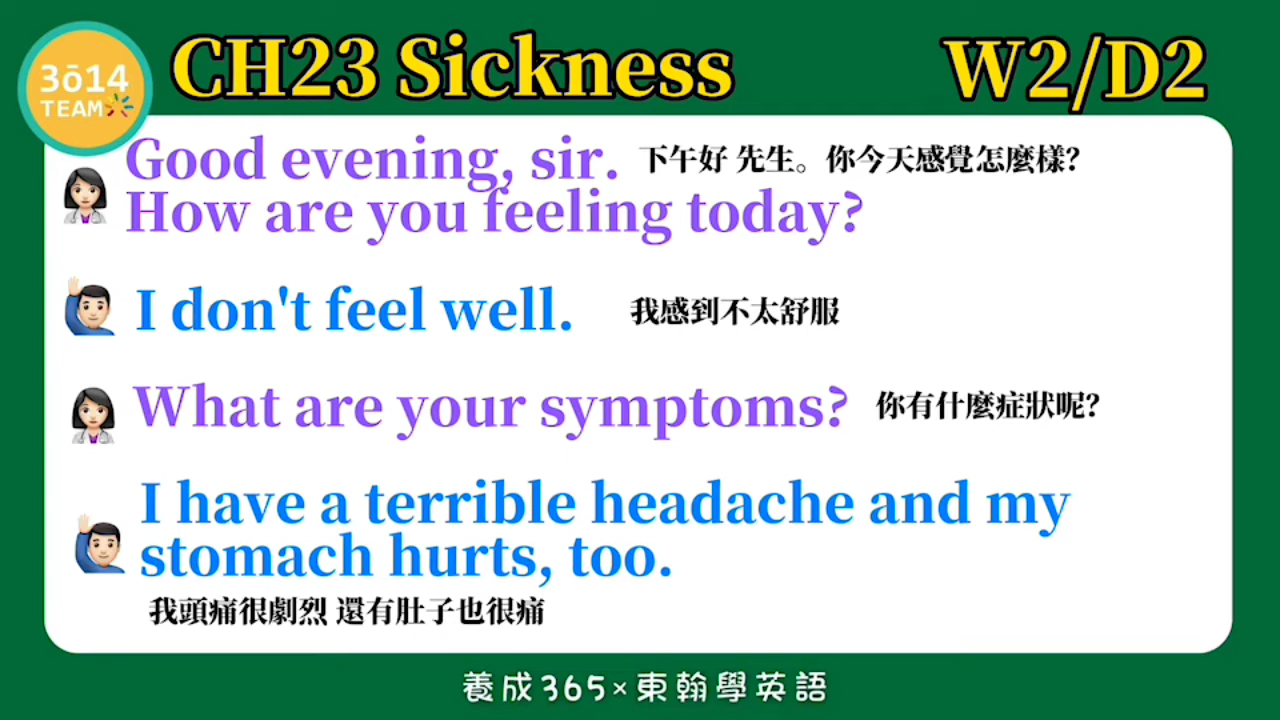 3ō14
TEAM
CH23 Sickness
W2/D2
Good evening, sir. 下午好 先生。你今天感覺怎麼樣?
How are you feeling today?
I don't feel well. 我感到不太舒服
What are your symptoms? 你有什麼症狀呢?
I have a terrible headache and my
stomach hurts, too.
我頭痛很劇烈 還有肚子也很痛
養成365×東翰學英語